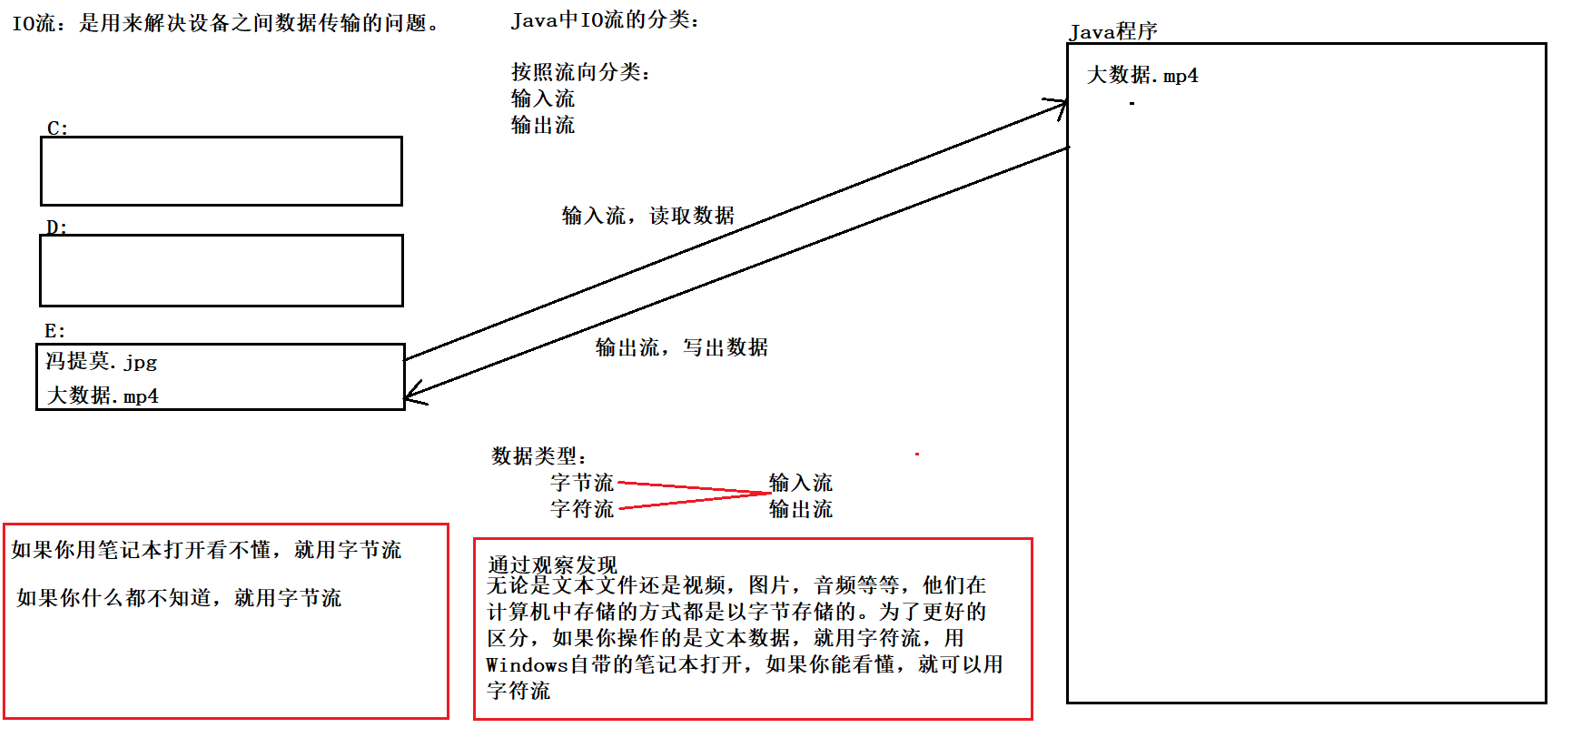 IO流：是用来解决设备之间数据传输的问题。
Java中IO流的分类：
按照流向分类：
输入流
输出流
Java程序
大数据.mp4
C:
D:
E:
冯提莫.jpg
大数据.mp4
输入流，读取数据
输出流，写出数据
数据类型：
字节流
输入流
字符流
输出流
如果你用笔记本打开看不懂，就用字节流
如果你什么都不知道，就用字节流
通过观察发现
无论是文本文件还是视频，图片，音频等等，他们在
计算机中存储的方式都是以字节存储的。为了更好的
区分，如果你操作的是文本数据，就用字符流，用
Windows自带的笔记本打开，如果你能看懂，就可以用
字符流